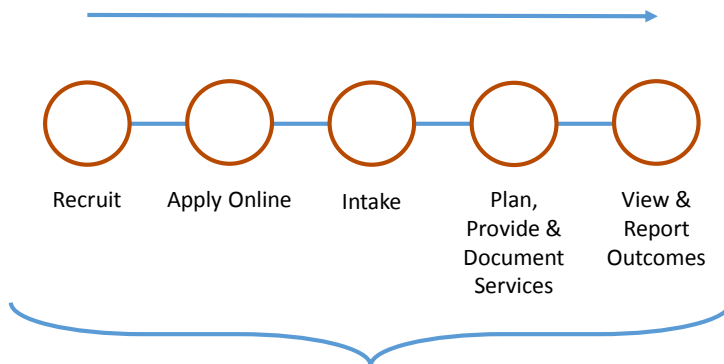 Recruit
Apply Online
Intake
Plan,
Provide &
Document
Services
View &
Report
Outcomes